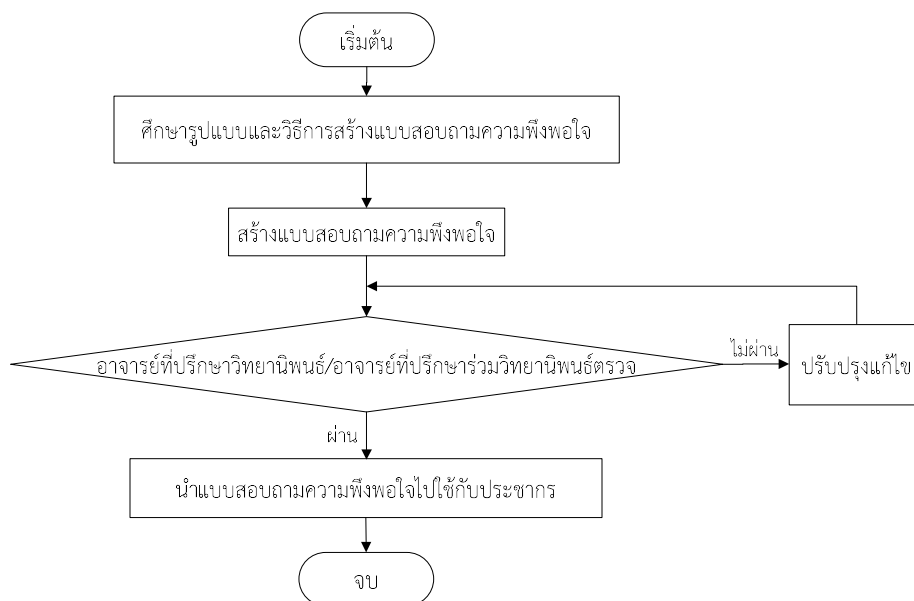 เริ่มต้น
ศึกษารูปแบบและวิธีการสร้างแบบสอบถามความพึงพอใจ
สร้างแบบสอบถามความพึงพอใจ
อาจารย์ที่ปรึกษาวิทยานิพนธ์/อาจารย์ที่ปรึกษาร่วมวิทยานิพนธ์ตรวจ
ไม่ผ่าน
ปรับปรุงแก้ไข
ผ่าน
นำแบบสอบถามความพึงพอใจไปใช้กับประชากร
จบ